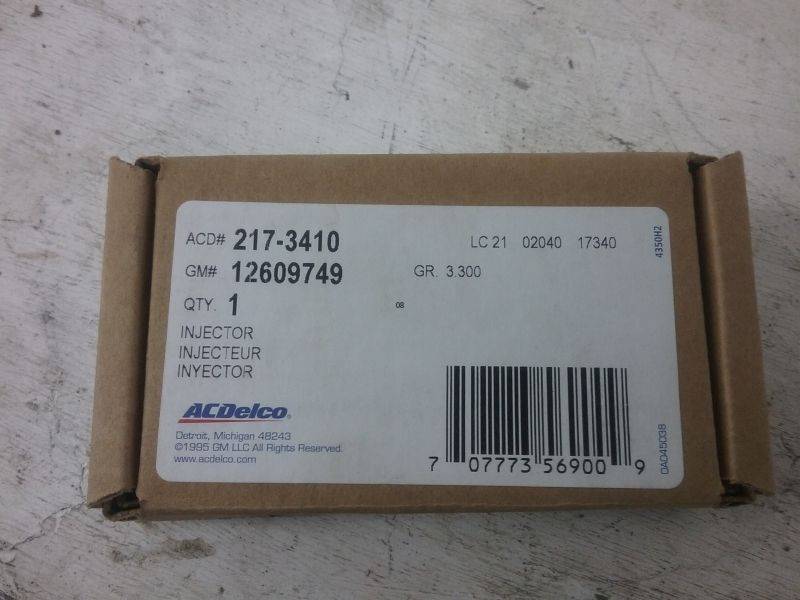 ACD# 217-3410 LC 21 02040 17340
GM# 12609749 GR. 3.300
QTY. 1 08
INJECTOR
INJECTEUR
INYECTOR
ACDelco
Detroit, Michigan 48243
©1995 GM LLC All Rights Reserved.
www.acdelco.com
7 07773 56900 9
4350H2
0AD45D38